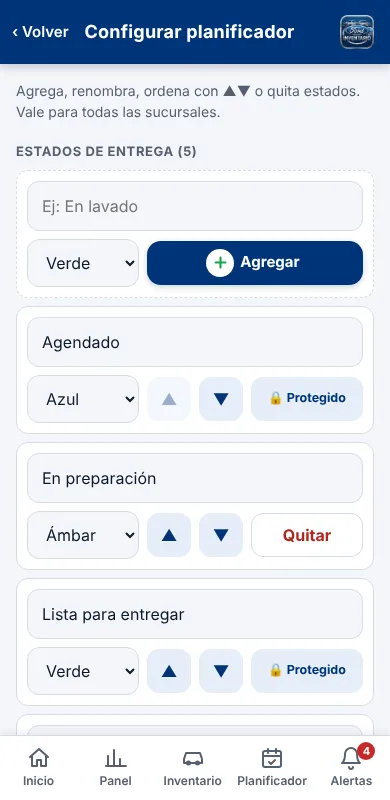 ‹ Volver Configurar planificador
Ford
INVENTARIO
Agrega, renombra, ordena con ▲▼ o quita estados.
Vale para todas las sucursales.
ESTADOS DE ENTREGA (5)
Ej: En lavado
Verde + Agregar
Agendado
Azul ▲ ▼ 🔒 Protegido
En preparación
Ámbar ▲ ▼ Quitar
Lista para entregar
Verde ▲ ▼ 🔒 Protegido
4
Inicio Panel Inventario Planificador Alertas